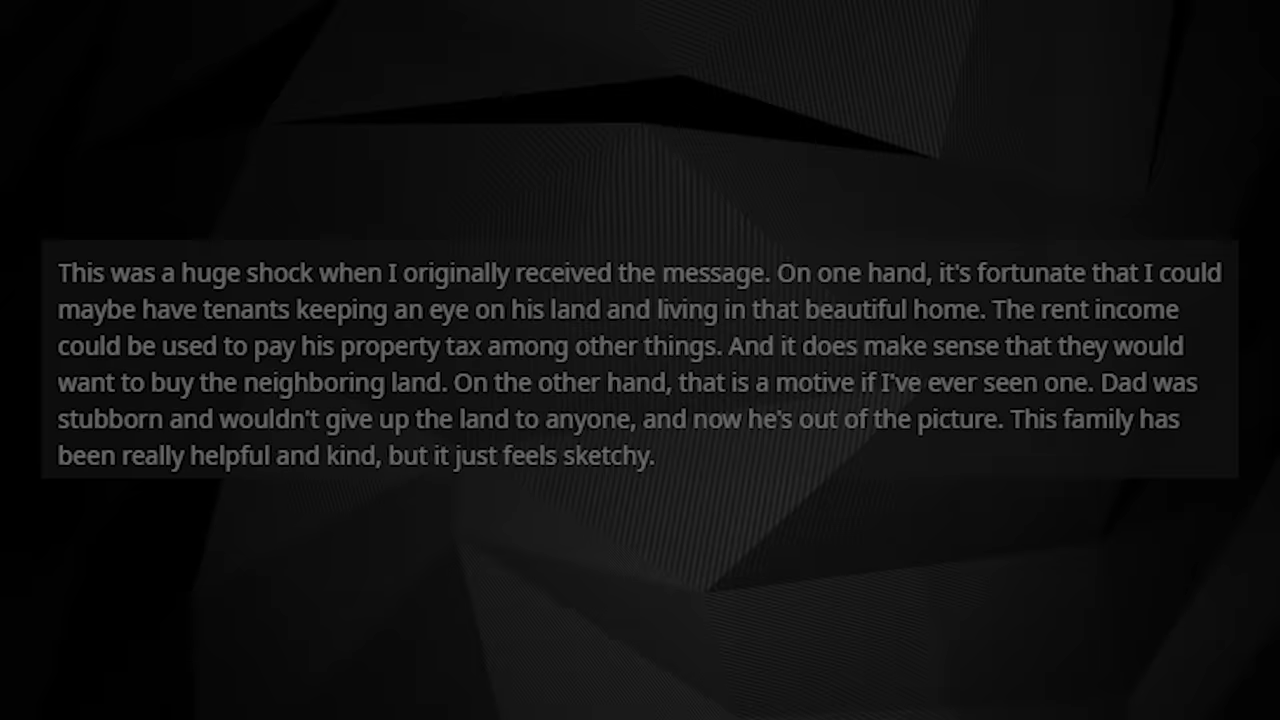 This was a huge shock when I originally received the message. On one hand, it's fortunate that I could
maybe have tenants keeping an eye on his land and living in that beautiful home. The rent income
could be used to pay his property tax among other things. And it does make sense that they would
want to buy the neighboring land. On the other hand, that is a motive if I've ever seen one. Dad was
stubborn and wouldn't give up the land to anyone, and now he's out of the picture. This family has
been really helpful and kind, but it just feels sketchy.